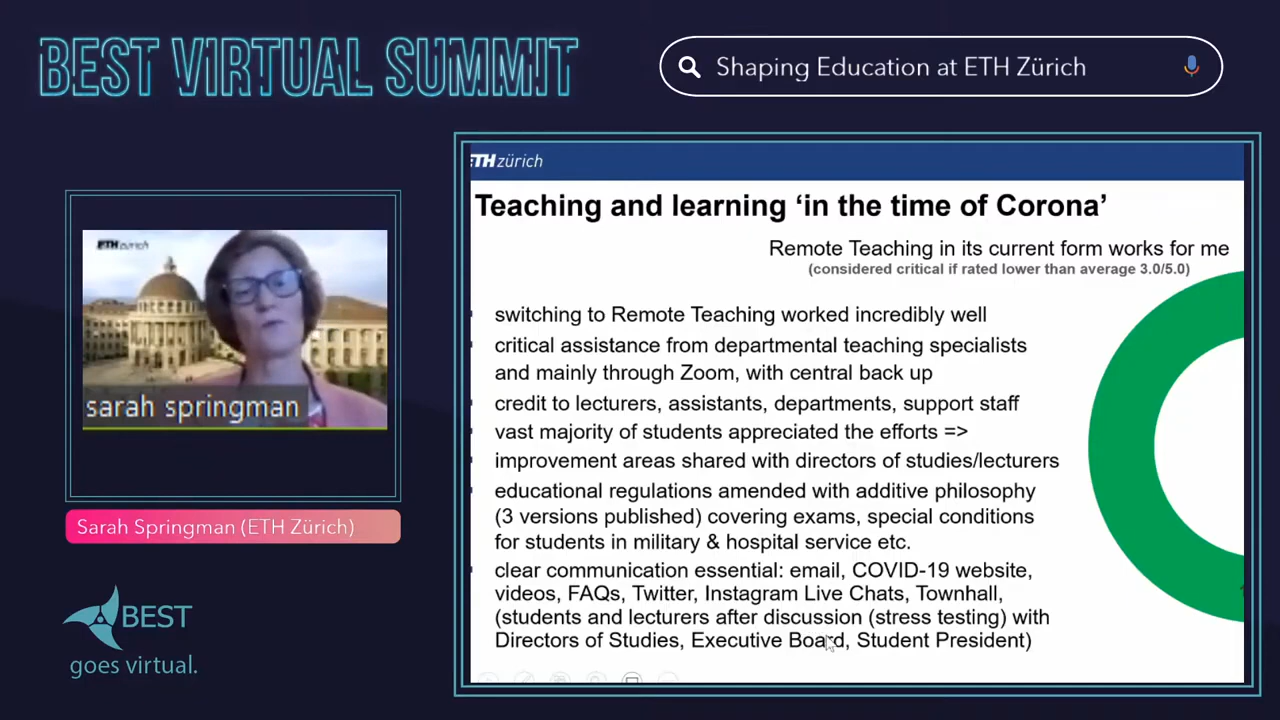 BEST VIRTUAL SUMMIT
Shaping Education at ETH Zürich
ETH zürich
sarah springman
Sarah Springman (ETH Zürich)
BEST
goes virtual.
ETH zürich
Teaching and learning ‘in the time of Corona’
Remote Teaching in its current form works for me
(considered critical if rated lower than average 3.0/5.0)
switching to Remote Teaching worked incredibly well
critical assistance from departmental teaching specialists
and mainly through Zoom, with central back up
credit to lecturers, assistants, departments, support staff
vast majority of students appreciated the efforts =>
improvement areas shared with directors of studies/lecturers
educational regulations amended with additive philosophy
(3 versions published) covering exams, special conditions
for students in military & hospital service etc.
clear communication essential: email, COVID-19 website,
videos, FAQs, Twitter, Instagram Live Chats, Townhall,
(students and lecturers after discussion (stress testing) with
Directors of Studies, Executive Board, Student President)